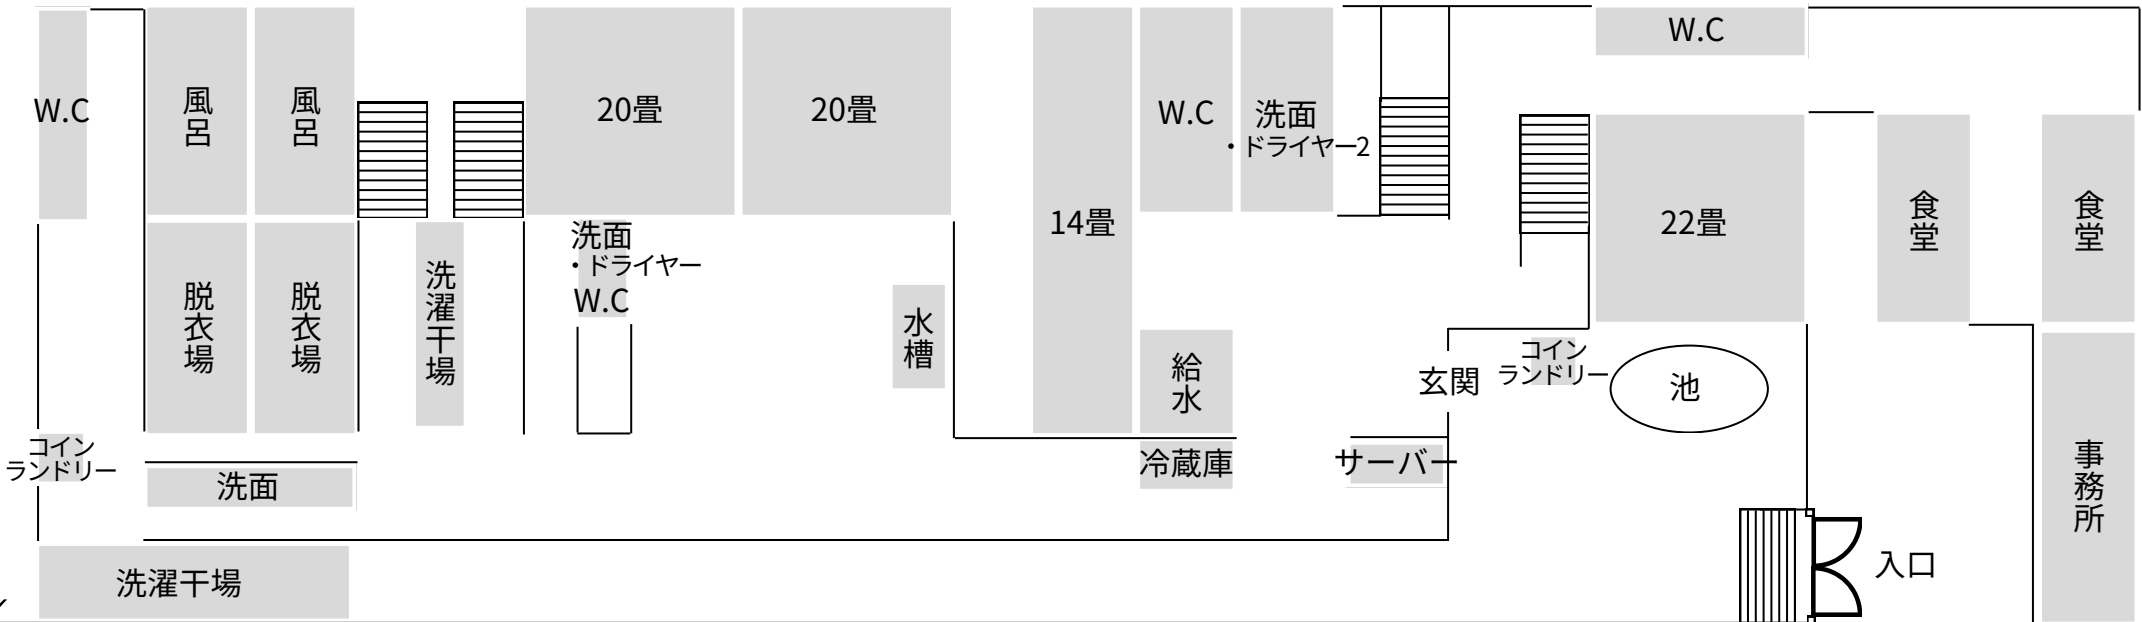 W.C
風呂
風呂
20畳
20畳
W.C
洗面
・ドライヤー2
W.C
14畳
22畳
食堂
食堂
脱衣場
脱衣場
洗濯干場
洗面
・ドライヤー
W.C
水槽
給水
玄関
コイン
ランドリー
池
コイン
ランドリー
洗面
冷蔵庫
サーバー
事務所
洗濯干場
入口